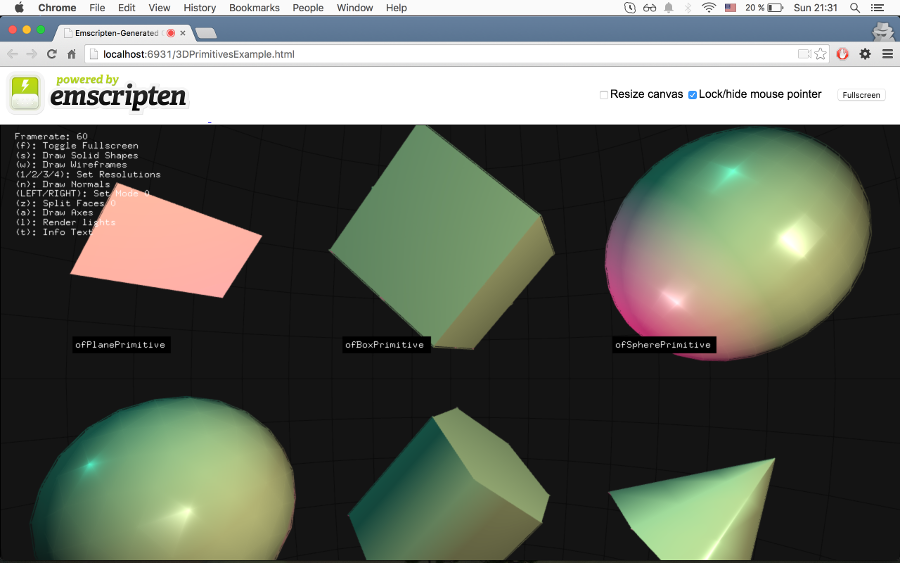 Chrome File Edit View History Bookmarks People Window Help 20 % Sun 21:31
Emscripten-Generated
localhost:6931/3DPrimitivesExample.html
powered by
emscripten
Resize canvas Lock/hide mouse pointer Fullscreen
Framerate: 60
(f): Toggle Fullscreen
(s): Draw Solid Shapes
(w): Draw Wireframes
(1/2/3/4): Set Resolutions
(n): Draw Normals
(LEFT/RIGHT): Set Mode 0
(z): Split Faces 0
(a): Draw Axes
(l): Render lights
(t): Info Text
ofPlanePrimitive ofBoxPrimitive ofSpherePrimitive